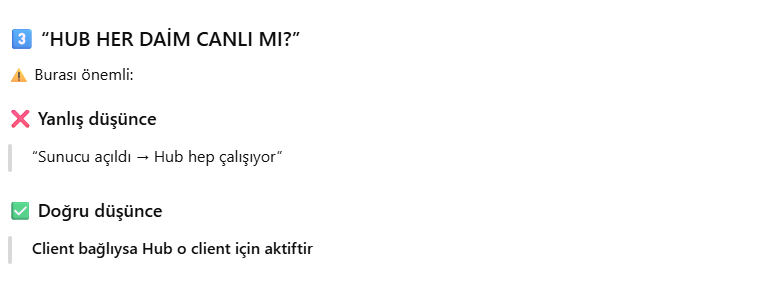 3️⃣ “HUB HER DAİM CANLI MI?”
⚠️ Burası önemli:
❌ Yanlış düşünce
“Sunucu açıldı → Hub hep çalışıyor”
✅ Doğru düşünce
Client bağlıysa Hub o client için aktiftir